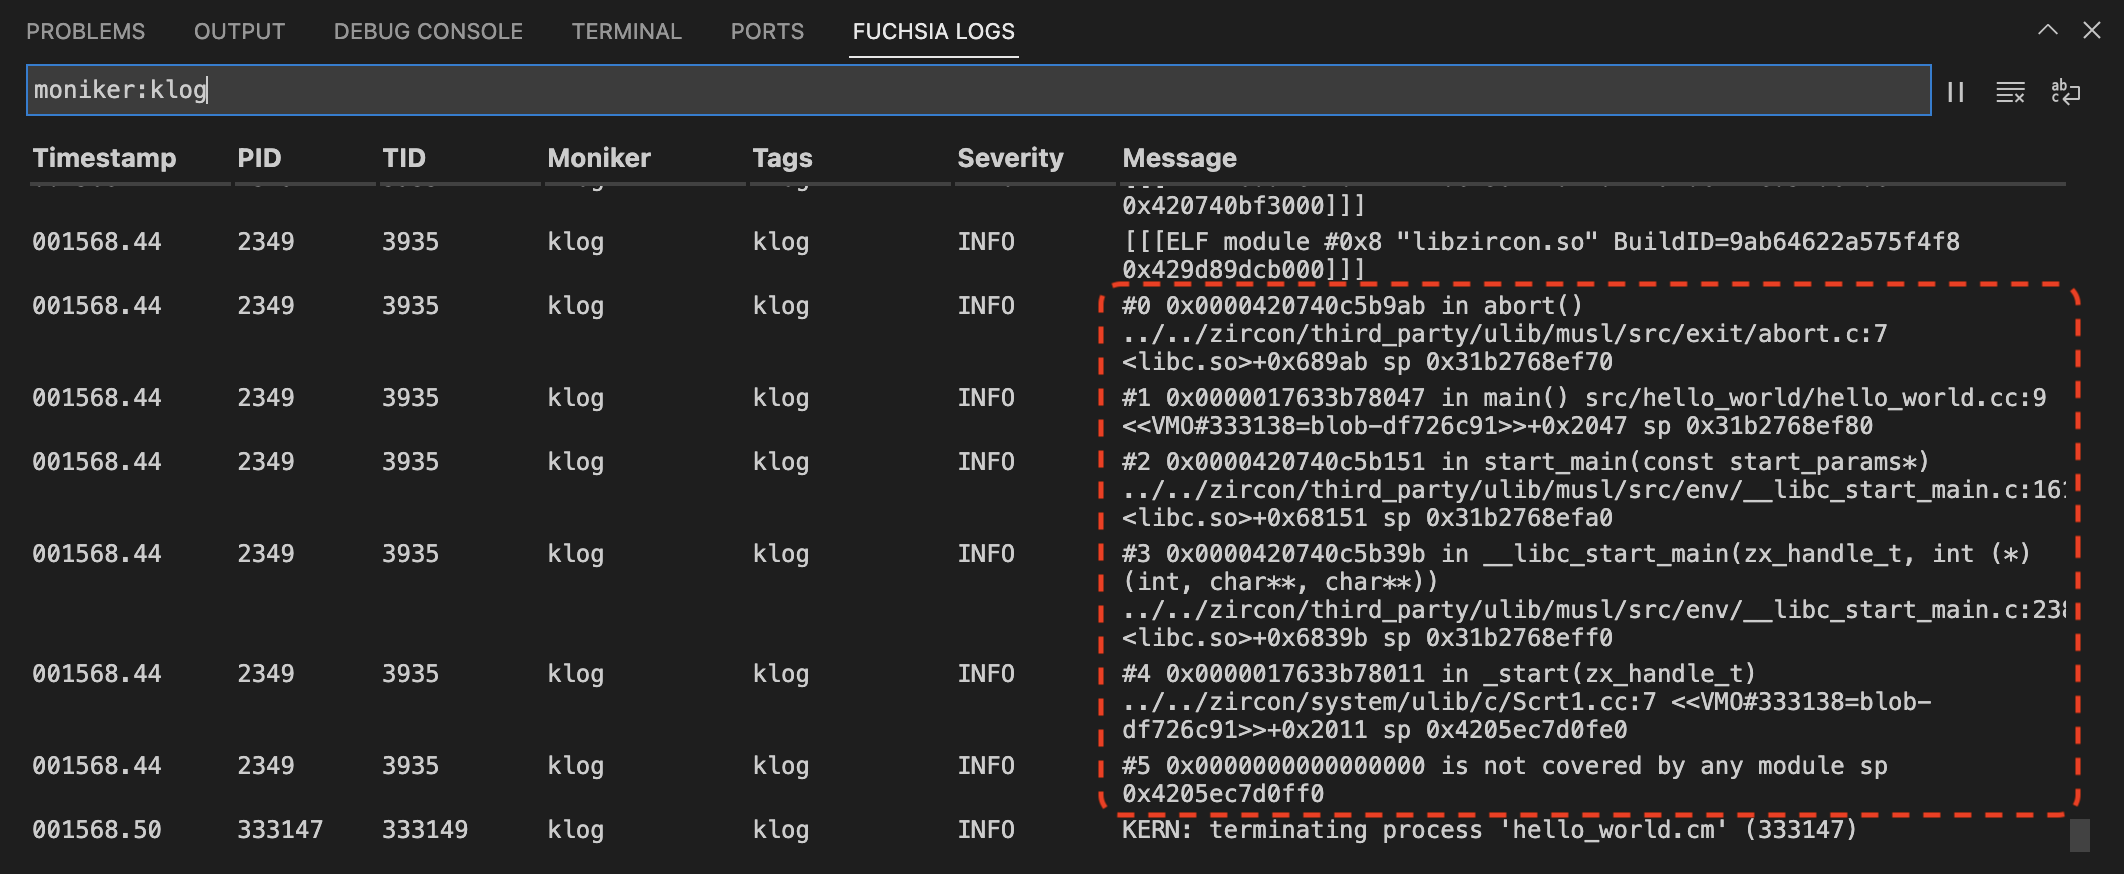 PROBLEMS OUTPUT DEBUG CONSOLE TERMINAL PORTS FUCHSIA LOGS
moniker:klog
Timestamp PID TID Moniker Tags Severity Message
0x420740bf3000]]]
001568.44 2349 3935 klog klog INFO [[[ELF module #0x8 "libzircon.so" BuildID=9ab64622a575f4f8
0x429d89dcb000]]]
001568.44 2349 3935 klog klog INFO #0 0x0000420740c5b9ab in abort()
../../zircon/third_party/ulib/musl/src/exit/abort.c:7
<libc.so>+0x689ab sp 0x31b2768ef70
001568.44 2349 3935 klog klog INFO #1 0x0000017633b78047 in main() src/hello_world/hello_world.cc:9
<<VMO#333138=blob-df726c91>>+0x2047 sp 0x31b2768ef80
001568.44 2349 3935 klog klog INFO #2 0x0000420740c5b151 in start_main(const start_params*)
../../zircon/third_party/ulib/musl/src/env/__libc_start_main.c:161
<libc.so>+0x68151 sp 0x31b2768efa0
001568.44 2349 3935 klog klog INFO #3 0x0000420740c5b39b in __libc_start_main(zx_handle_t, int (*)
(int, char**, char**))
../../zircon/third_party/ulib/musl/src/env/__libc_start_main.c:238
<libc.so>+0x6839b sp 0x31b2768eff0
001568.44 2349 3935 klog klog INFO #4 0x0000017633b78011 in _start(zx_handle_t)
../../zircon/system/ulib/c/Scrt1.cc:7 <<VMO#333138=blob-
df726c91>>+0x2011 sp 0x4205ec7d0fe0
001568.44 2349 3935 klog klog INFO #5 0x0000000000000000 is not covered by any module sp
0x4205ec7d0ff0
001568.50 333147 333149 klog klog INFO KERN: terminating process 'hello_world.cm' (333147)